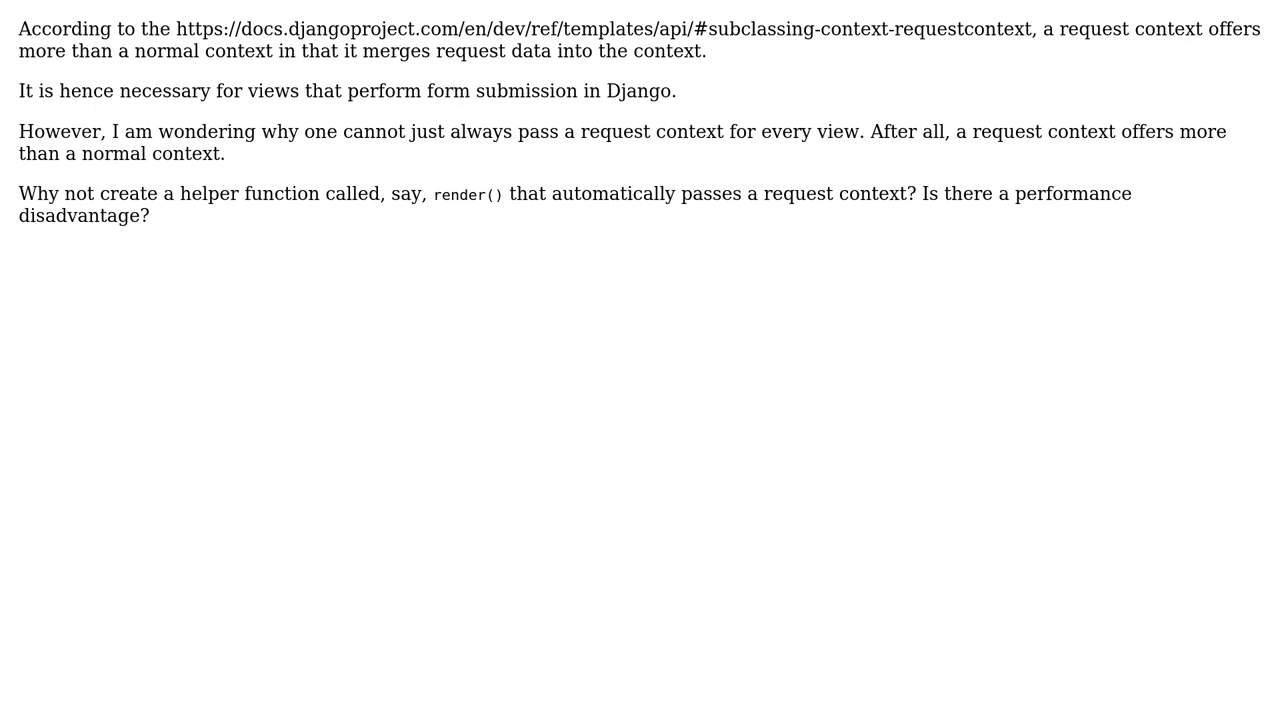 According to the https://docs.djangoproject.com/en/dev/ref/templates/api/#subclassing-context-requestcontext, a request context offers
more than a normal context in that it merges request data into the context.
It is hence necessary for views that perform form submission in Django.
However, I am wondering why one cannot just always pass a request context for every view. After all, a request context offers more
than a normal context.
Why not create a helper function called, say, render() that automatically passes a request context? Is there a performance
disadvantage?